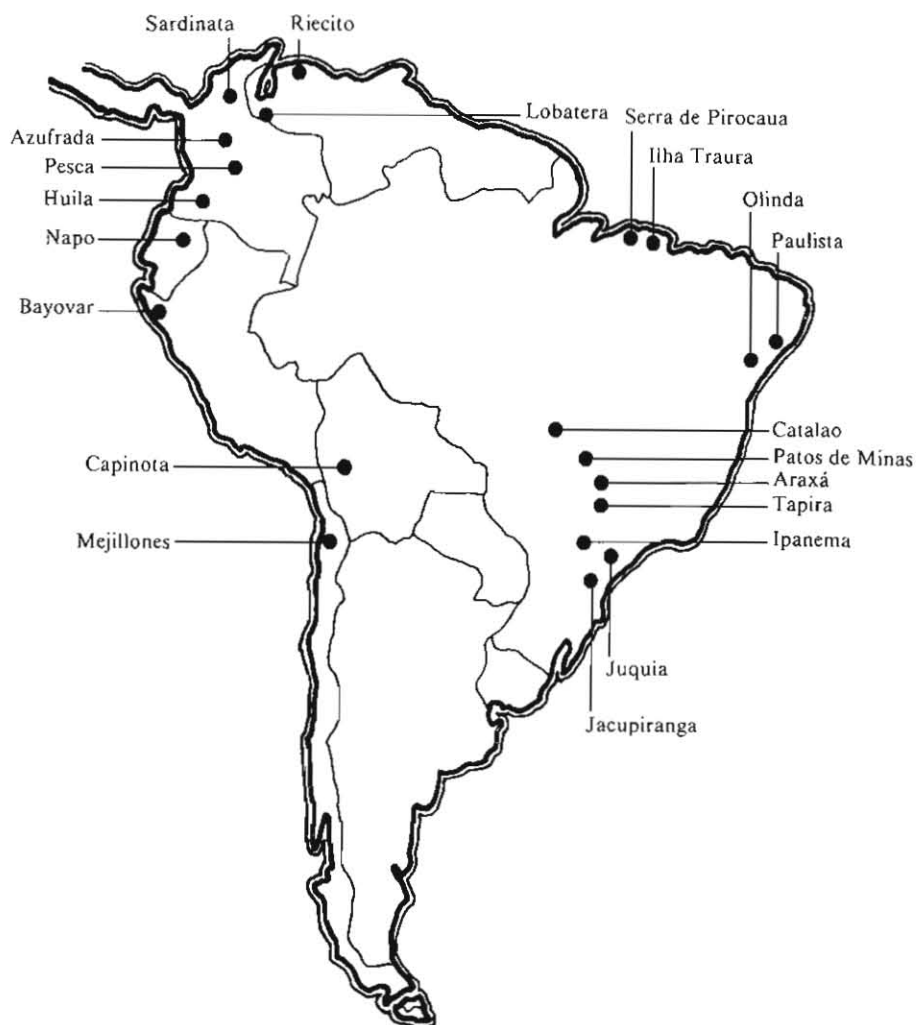 Sardinata
Riecito
Lobatera
Serra de Pirocaua
Azufrada
Ilha Traura
Pesca
Huila
Olinda
Napo
Paulista
Bayovar
Catalao
Capinota
Patos de Minas
Araxá
Tapira
Mejillones
Ipanema
Juquia
Jacupiranga